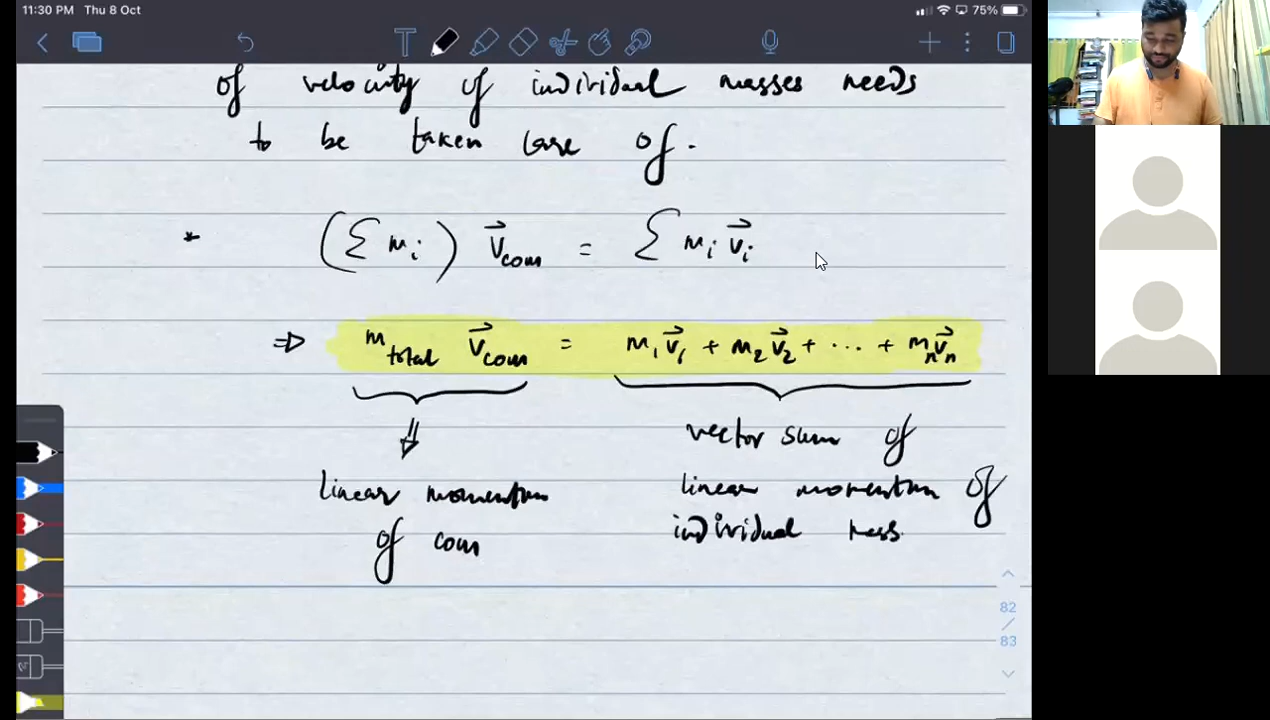 11:30 PM Thu 8 Oct 75%
of velocity of individual masses needs
to be taken care of.
* (Σ mᵢ) v⃗com = Σ mᵢ v⃗ᵢ
⇒ mtotal v⃗com = m₁v⃗₁ + m₂v⃗₂ + ... + mₙv⃗ₙ
linear momentum
of com
vector sum of
linear momentum of
individual mass.
82
/
83